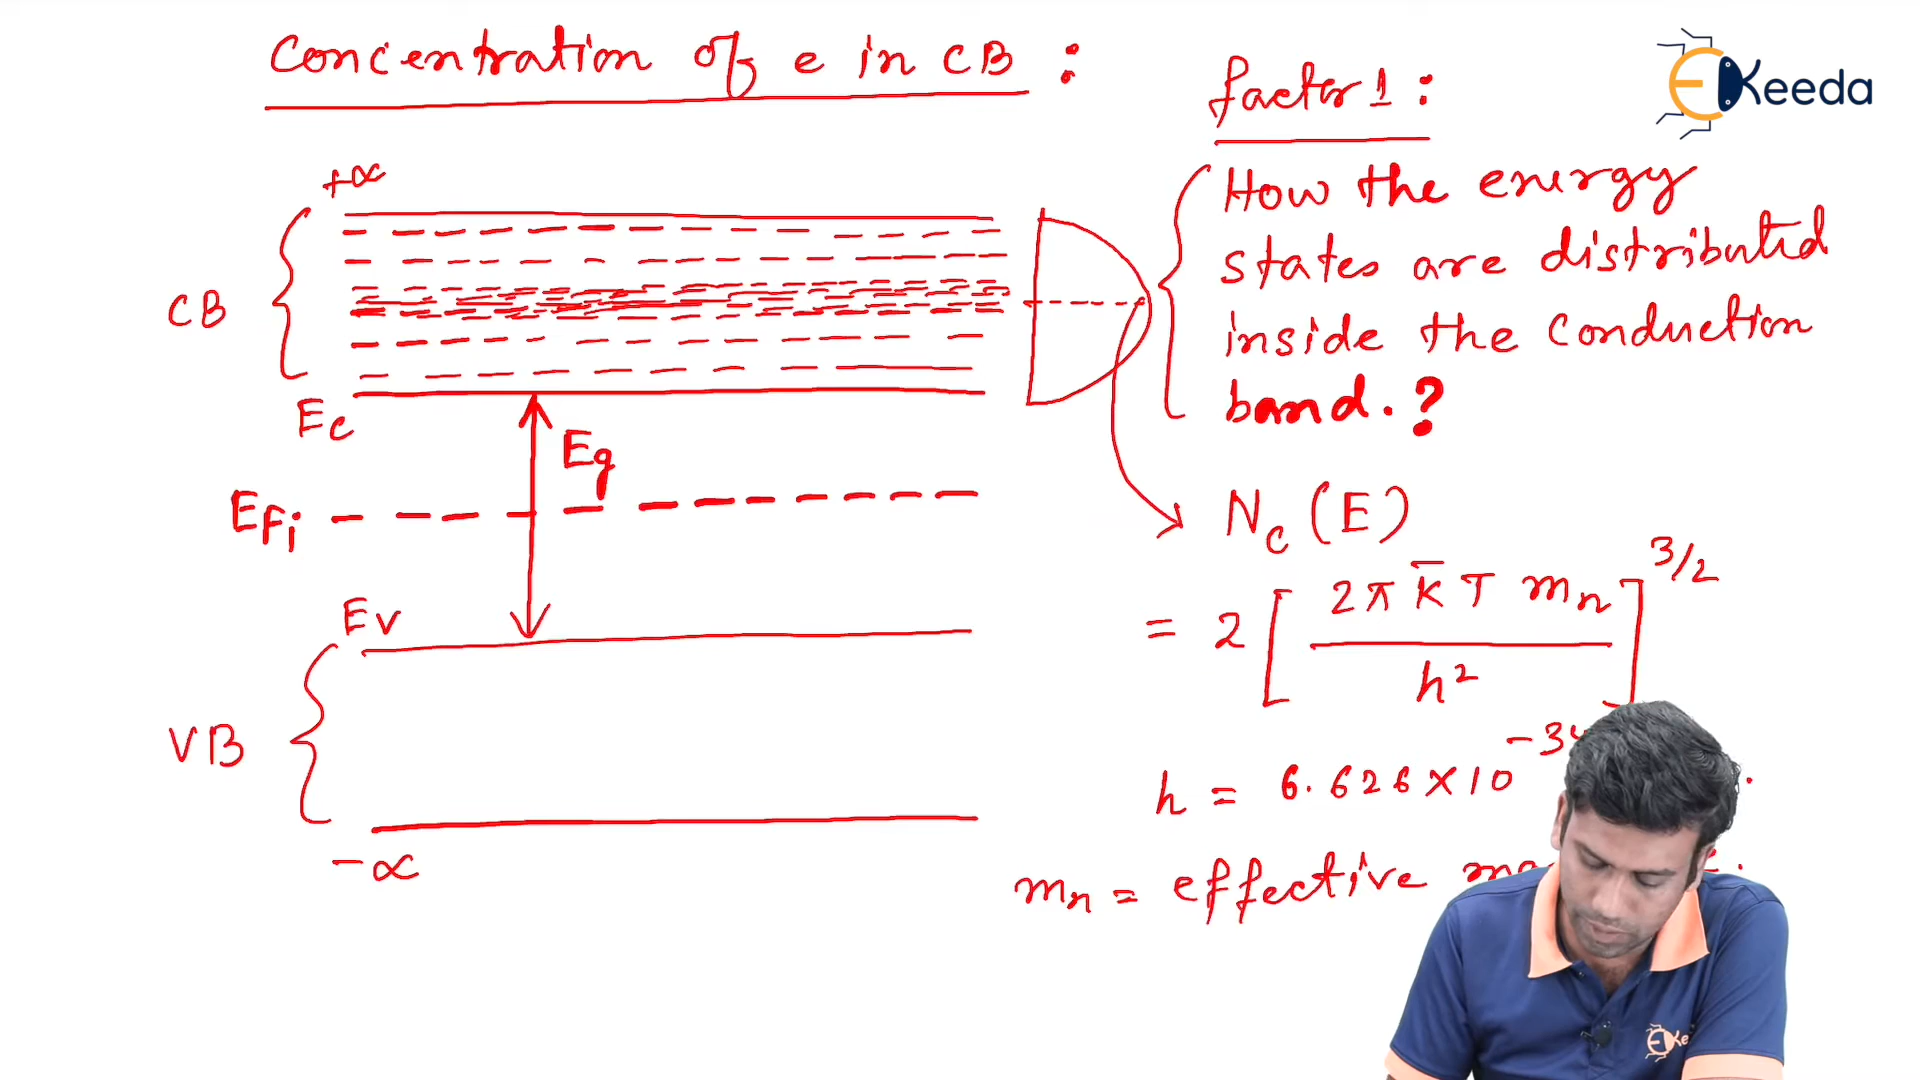 Concentration of e in CB :
EKeeda
factor 1 :
+∝
How the energy
states are distributed
inside the conduction
band. ?
CB
Ec
Eg
EFi
Nc (E)
= 2 [ 2π K̄ T mn / h² ]^3/2
Ev
VB
h = 6.626 × 10
-∝
mn = effective